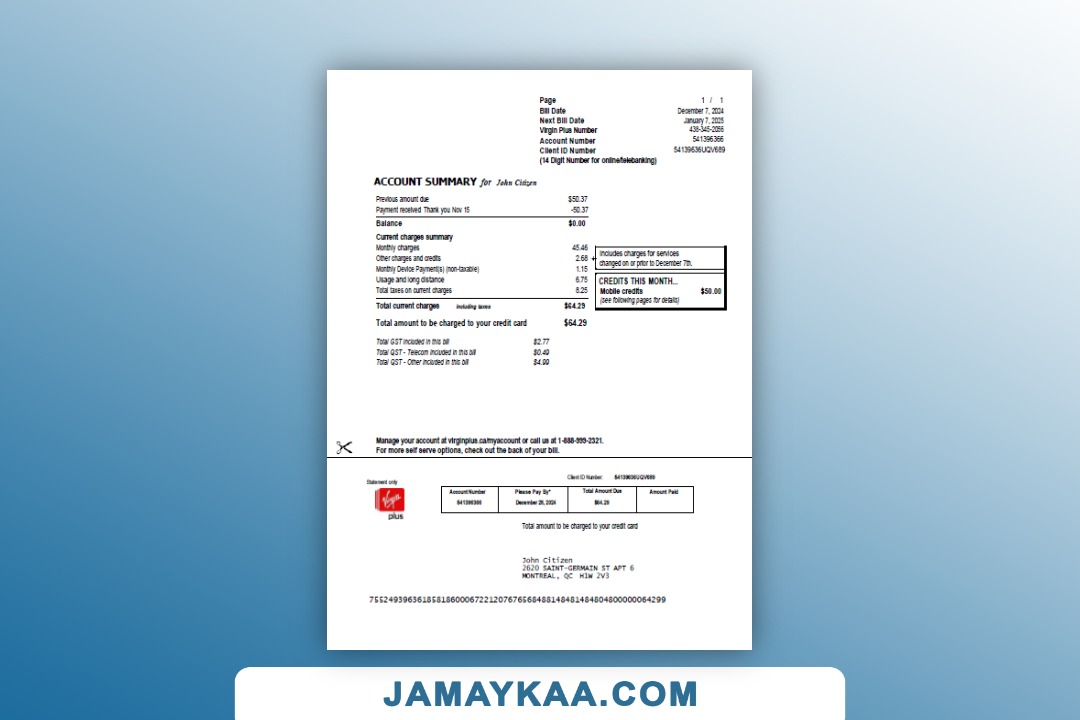 Page 1 / 1
Bill Date December 7, 2024
Next Bill Date January 7, 2025
Virgin Plus Number 438-345-2056
Account Number 541396366
Client ID Number 54139636UQV689
(14 Digit Number for online/telebanking)
ACCOUNT SUMMARY for John Citizen
Previous amount due $50.37
Payment received Thank you Nov 15 -50.37
Balance $0.00
Current charges summary
Monthly charges 45.46
Other charges and credits 2.68
Monthly Device Payment(s) (non-taxable) 1.15
Usage and long distance 6.75
Total taxes on current charges 8.25
Total current charges including taxes $64.29
Total amount to be charged to your credit card $64.29
Includes charges for services
changed on or prior to December 7th.
CREDITS THIS MONTH...
Mobile credits $50.00
(see following pages for details)
Total GST included in this bill $2.77
Total QST - Telecom included in this bill $0.49
Total QST - Other included in this bill $4.99
Manage your account at virginplus.ca/myaccount or call us at 1-888-999-2321.
For more self serve options, check out the back of your bill.
Client ID Number: 54139636UQV689
Statement only
Virgin
plus
Account Number Please Pay By* Total Amount Due Amount Paid
541396366 December 28, 2024 $64.29
Total amount to be charged to your credit card
John Citizen
2620 SAINT-GERMAIN ST APT 6
MONTREAL, QC H1W 2V3
JAMAYKAA.COM